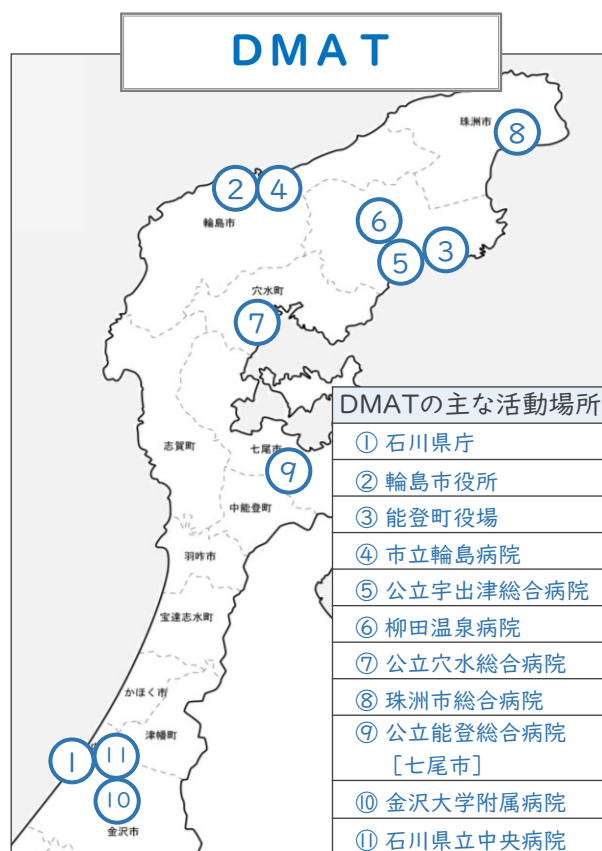 DMAT
珠洲市
⑧
②
④
輪島市
⑥
③
⑤
穴水町
⑦
志賀町
七尾市
⑨
中能登町
羽咋市
宝達志水町
かほく市
津幡町
①
⑪
⑩
金沢市
DMATの主な活動場所
① 石川県庁
② 輪島市役所
③ 能登町役場
④ 市立輪島病院
⑤ 公立宇出津総合病院
⑥ 柳田温泉病院
⑦ 公立穴水総合病院
⑧ 珠洲市総合病院
⑨ 公立能登総合病院
[七尾市]
⑩ 金沢大学附属病院
⑪ 石川県立中央病院